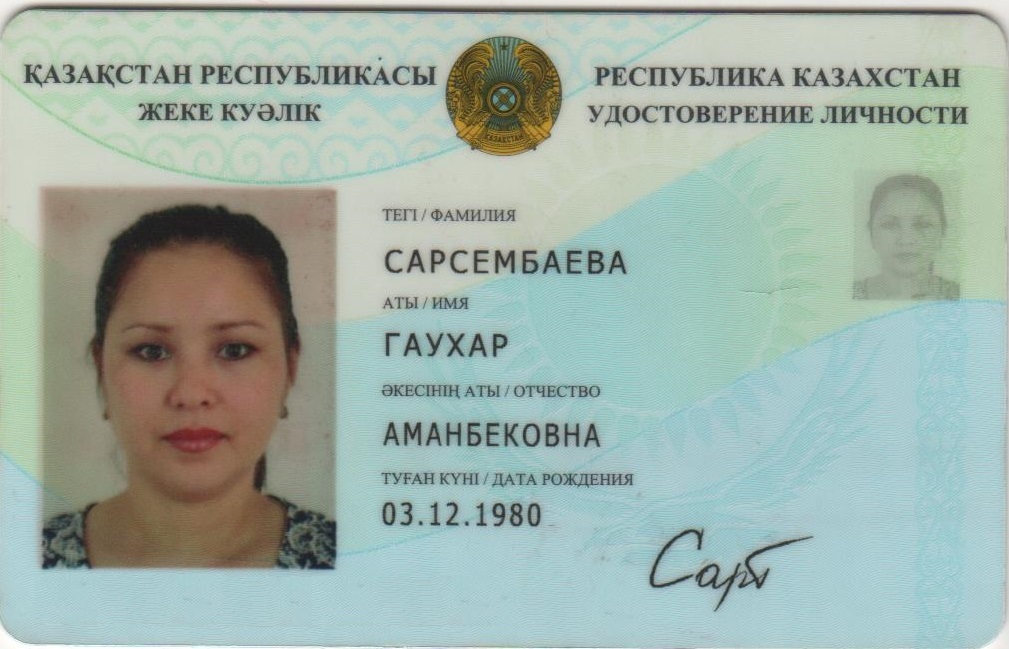 ҚАЗАҚСТАН РЕСПУБЛИКАСЫ
ЖЕКЕ КУӘЛІК
РЕСПУБЛИКА КАЗАХСТАН
УДОСТОВЕРЕНИЕ ЛИЧНОСТИ
ҚАЗАҚСТАН
ТЕГІ / ФАМИЛИЯ
САРСЕМБАЕВА
АТЫ / ИМЯ
ГАУХАР
ӘКЕСІНІҢ АТЫ / ОТЧЕСТВО
АМАНБЕКОВНА
ТУҒАН КҮНІ / ДАТА РОЖДЕНИЯ
03.12.1980
Сарб